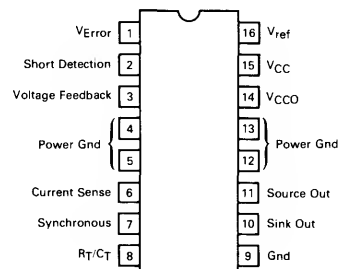 VError 1 16 Vref
Short Detection 2 15 VCC
Voltage Feedback 3 14 VCCO
4 13
Power Gnd Power Gnd
5 12
Current Sense 6 11 Source Out
Synchronous 7 10 Sink Out
RT/CT 8 9 Gnd